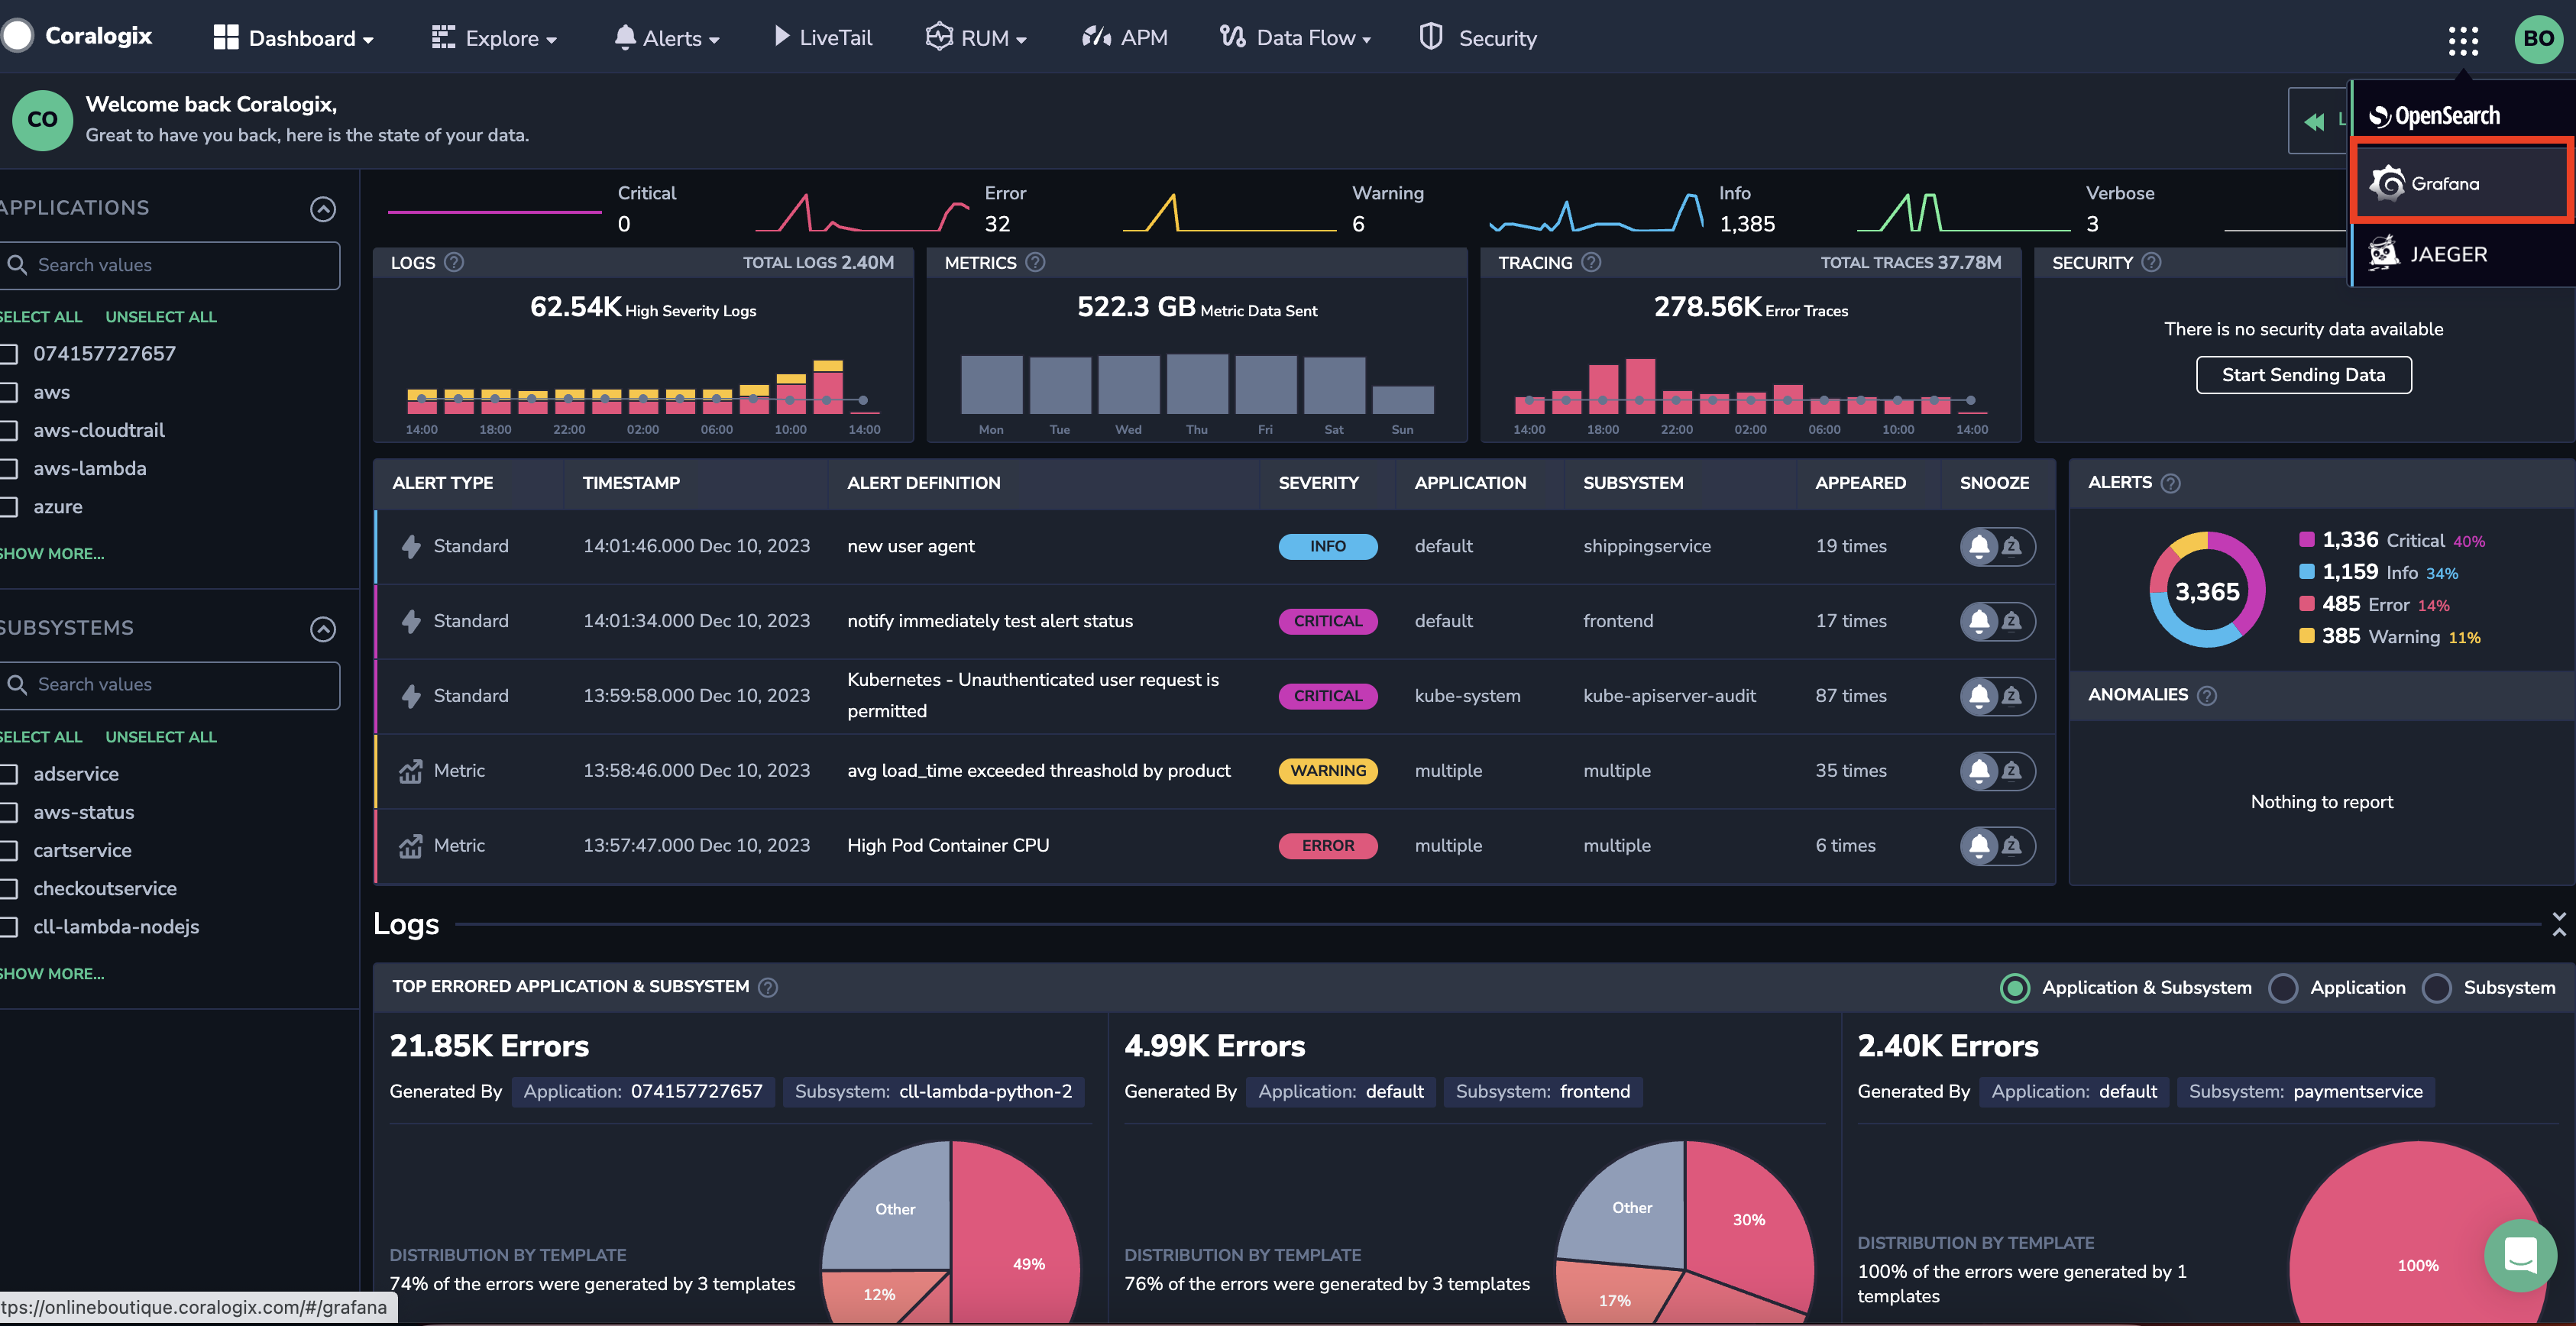 Coralogix
Dashboard
Explore
Alerts
LiveTail
RUM
APM
Data Flow
Security
BO
CO
Welcome back Coralogix,
Great to have you back, here is the state of your data.
L
OpenSearch
Grafana
JAEGER
APPLICATIONS
Search values
SELECT ALL UNSELECT ALL
074157727657
aws
aws-cloudtrail
aws-lambda
azure
SHOW MORE...
SUBSYSTEMS
Search values
SELECT ALL UNSELECT ALL
adservice
aws-status
cartservice
checkoutservice
cll-lambda-nodejs
SHOW MORE...
Critical
0
Error
32
Warning
6
Info
1,385
Verbose
3
LOGS ? TOTAL LOGS 2.40M
62.54K High Severity Logs
14:00 18:00 22:00 02:00 06:00 10:00 14:00
METRICS ?
522.3 GB Metric Data Sent
Mon Tue Wed Thu Fri Sat Sun
TRACING ? TOTAL TRACES 37.78M
278.56K Error Traces
14:00 18:00 22:00 02:00 06:00 10:00 14:00
SECURITY ?
There is no security data available
Start Sending Data
ALERT TYPE TIMESTAMP ALERT DEFINITION SEVERITY APPLICATION SUBSYSTEM APPEARED SNOOZE
Standard 14:01:46.000 Dec 10, 2023 new user agent INFO default shippingservice 19 times Z
Standard 14:01:34.000 Dec 10, 2023 notify immediately test alert status CRITICAL default frontend 17 times Z
Standard 13:59:58.000 Dec 10, 2023 Kubernetes - Unauthenticated user request is CRITICAL kube-system kube-apiserver-audit 87 times Z
permitted
Metric 13:58:46.000 Dec 10, 2023 avg load_time exceeded threashold by product WARNING multiple multiple 35 times Z
Metric 13:57:47.000 Dec 10, 2023 High Pod Container CPU ERROR multiple multiple 6 times Z
ALERTS ?
3,365
1,336 Critical 40%
1,159 Info 34%
485 Error 14%
385 Warning 11%
ANOMALIES ?
Nothing to report
Logs
TOP ERRORED APPLICATION & SUBSYSTEM ? Application & Subsystem Application Subsystem
21.85K Errors
Generated By Application: 074157727657 Subsystem: cll-lambda-python-2
Other
49%
12%
DISTRIBUTION BY TEMPLATE
74% of the errors were generated by 3 templates
4.99K Errors
Generated By Application: default Subsystem: frontend
Other
30%
17%
DISTRIBUTION BY TEMPLATE
76% of the errors were generated by 3 templates
2.40K Errors
Generated By Application: default Subsystem: paymentservice
DISTRIBUTION BY TEMPLATE
100% of the errors were generated by 1
templates
100%
tps://onlineboutique.coralogix.com/#/grafana